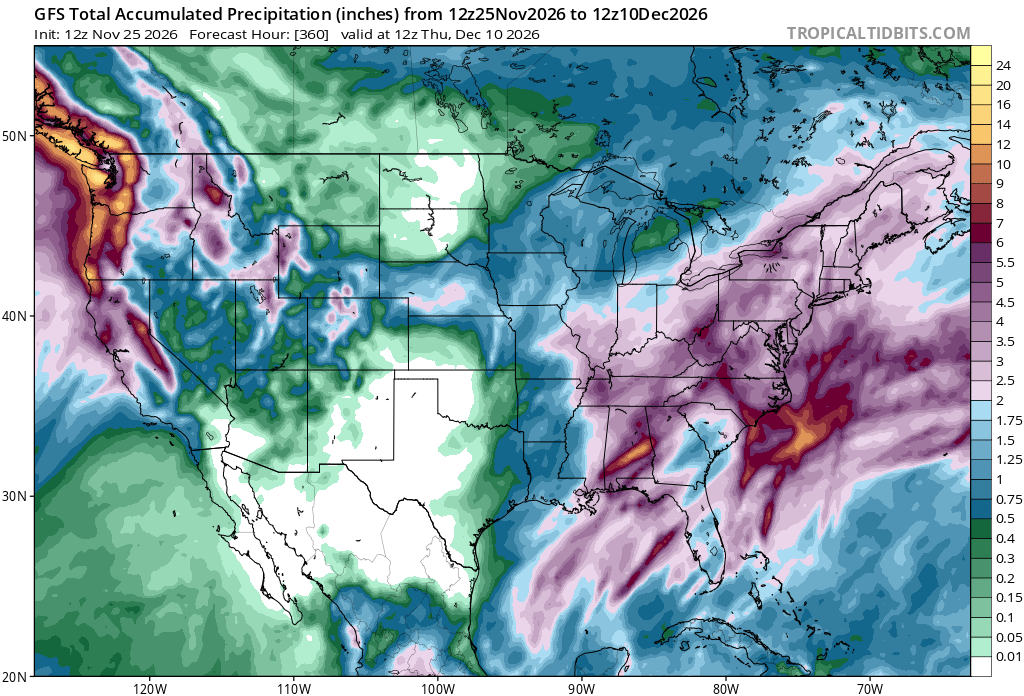 GFS Total Accumulated Precipitation (inches) from 12z25Nov2026 to 12z10Dec2026
Init: 12z Nov 25 2026 Forecast Hour: [360] valid at 12z Thu, Dec 10 2026
TROPICALTIDBITS.COM
24
20
16
14
12
10
9
8
7
6
5.5
5
4.5
4
3.5
3
2.5
2
1.75
1.5
1.25
1
0.75
0.5
0.4
0.3
0.2
0.15
0.1
0.05
0.01
50N
40N
30N
20N
120W
110W
100W
90W
80W
70W